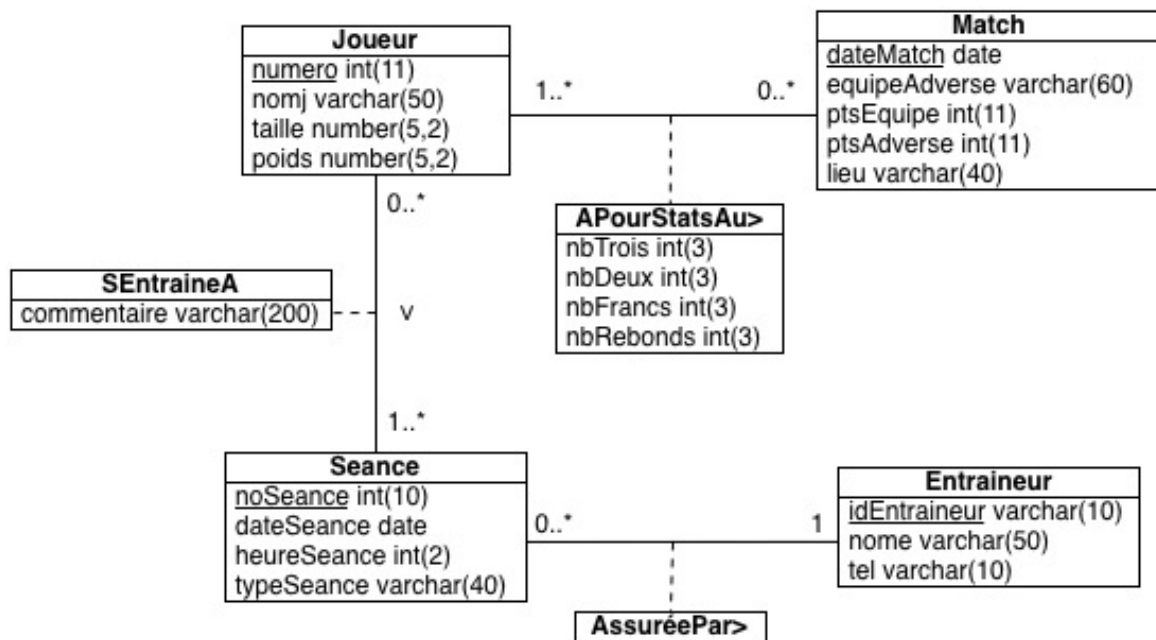 Joueur
numero int(11)
nomj varchar(50)
taille number(5,2)
poids number(5,2)
Match
dateMatch date
equipeAdverse varchar(60)
ptsEquipe int(11)
ptsAdverse int(11)
lieu varchar(40)
1..*
0..*
APourStatsAu>
nbTrois int(3)
nbDeux int(3)
nbFrancs int(3)
nbRebonds int(3)
0..*
SEntraineA
commentaire varchar(200)
v
1..*
Seance
noSeance int(10)
dateSeance date
heureSeance int(2)
typeSeance varchar(40)
0..*
1
Entraineur
idEntraineur varchar(10)
nome varchar(50)
tel varchar(10)
AssuréePar>